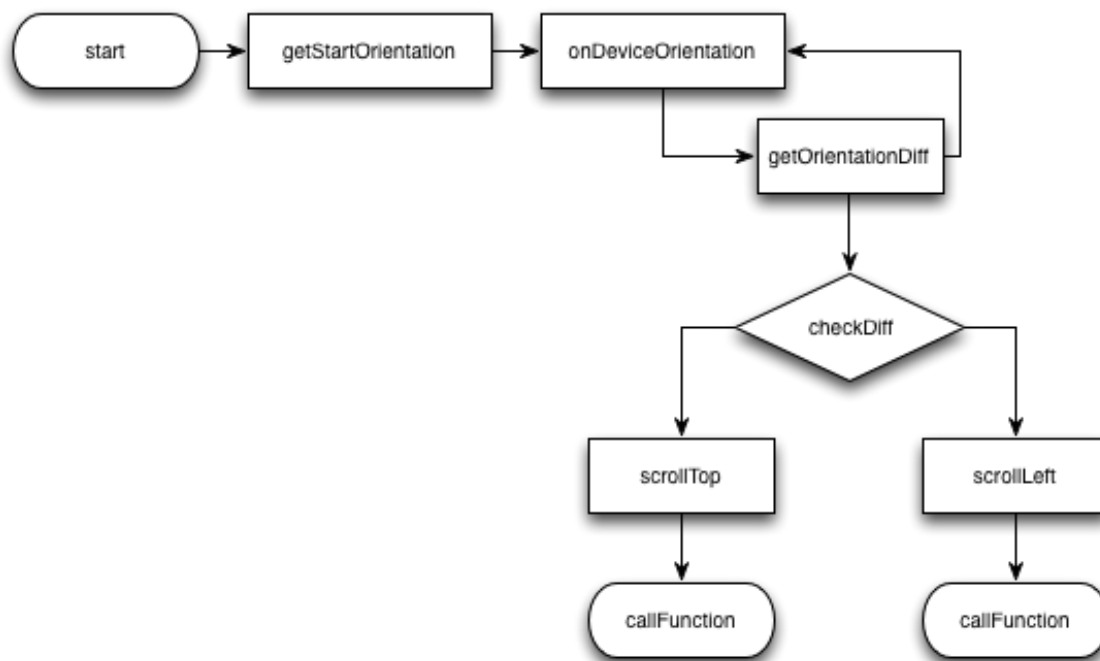 start
getStartOrientation
onDeviceOrientation
getOrientationDiff
checkDiff
scrollTop
scrollLeft
callFunction
callFunction